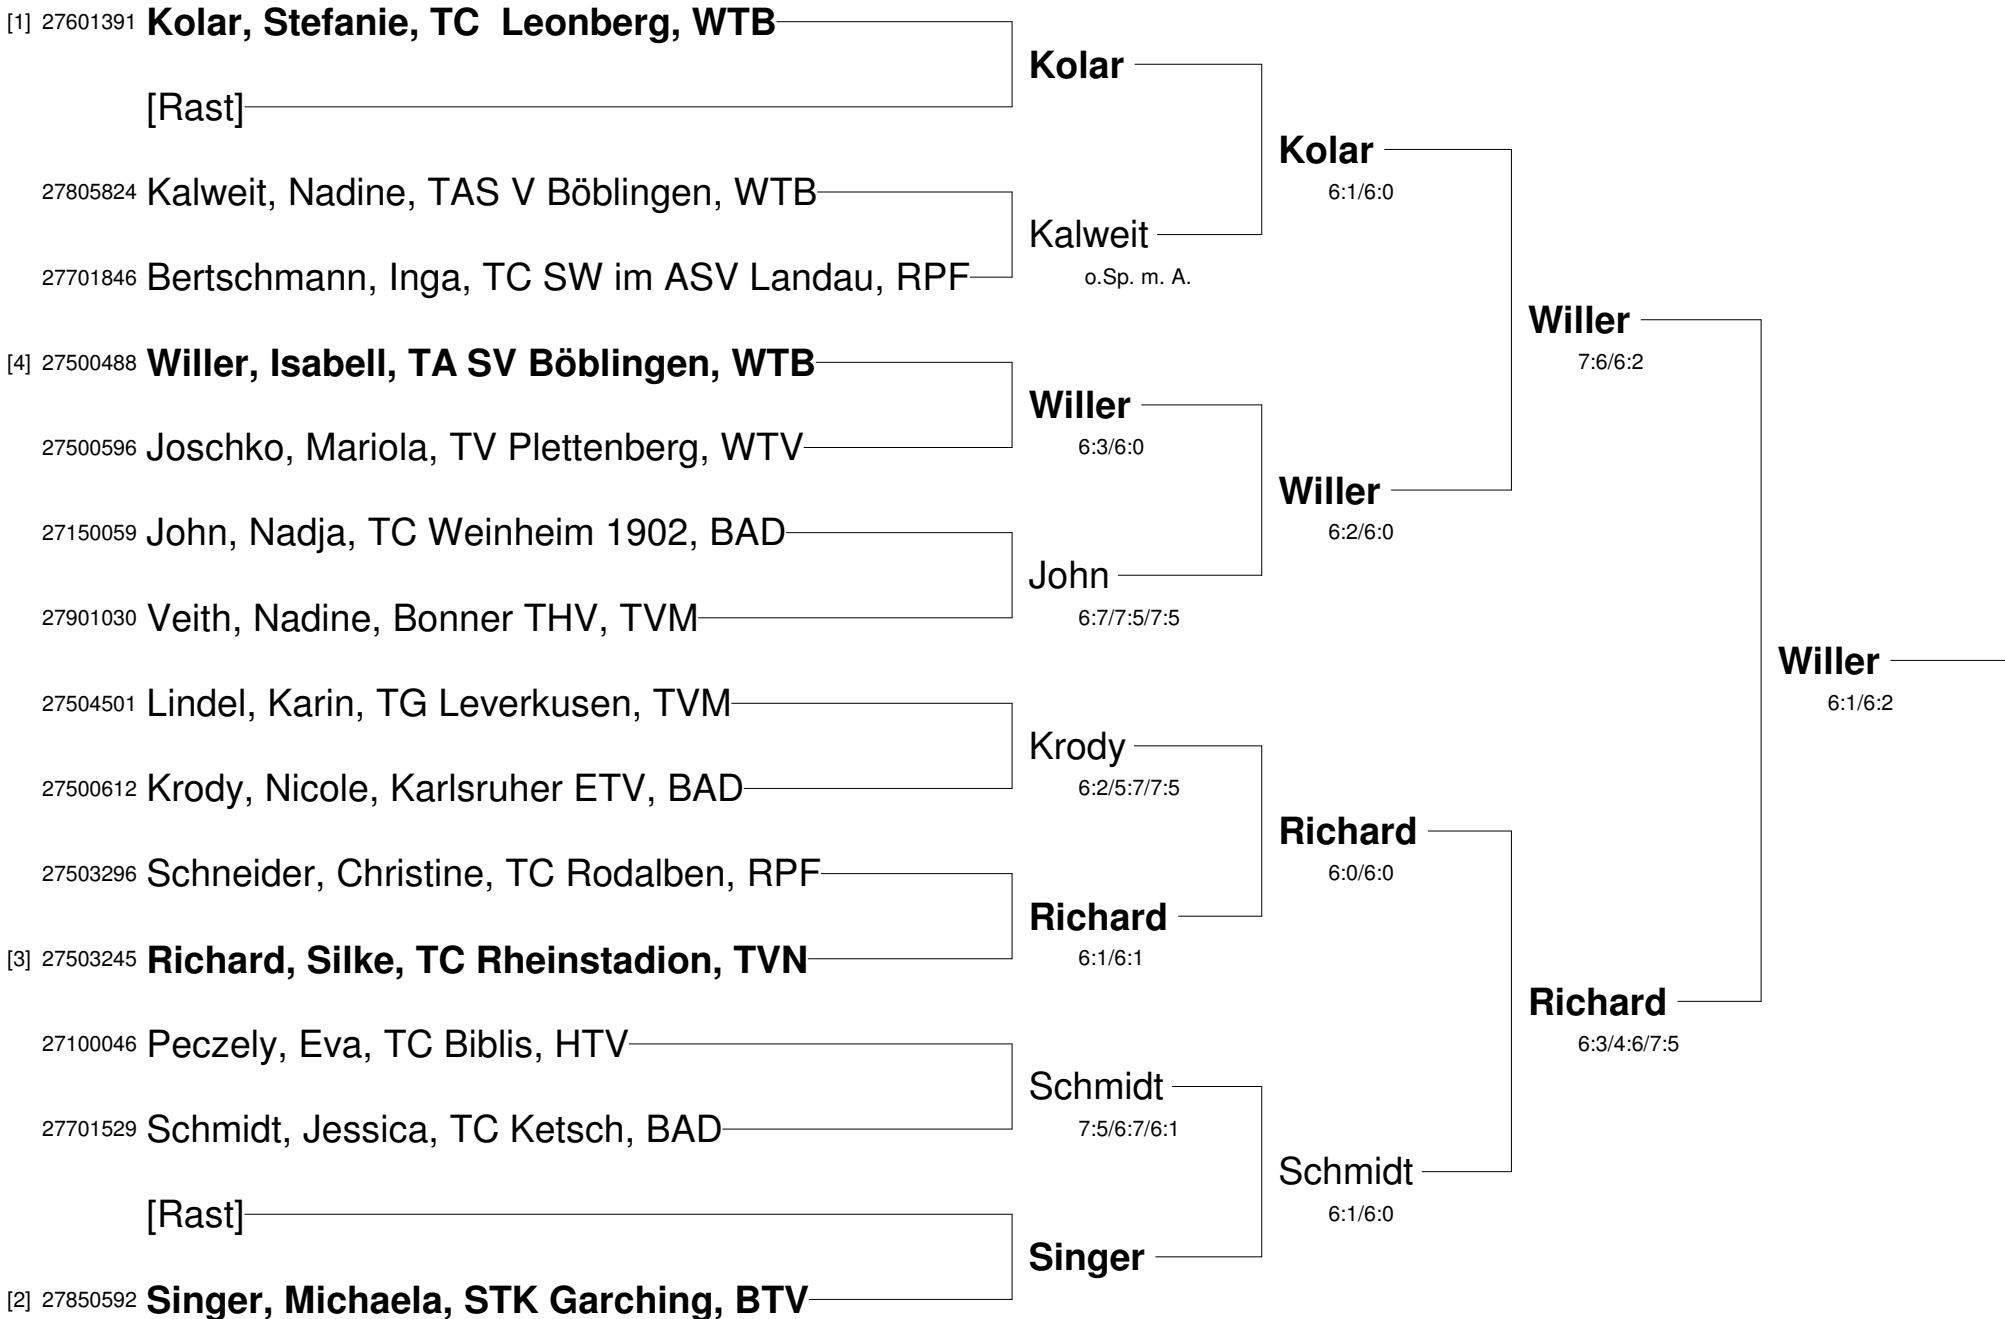 [1] 27601391 Kolar, Stefanie, TC Leonberg, WTB
Kolar
[Rast]
Kolar
6:1/6:0
27805824 Kalweit, Nadine, TAS V Böblingen, WTB
Kalweit
o.Sp. m. A.
27701846 Bertschmann, Inga, TC SW im ASV Landau, RPF
Willer
7:6/6:2
[4] 27500488 Willer, Isabell, TA SV Böblingen, WTB
Willer
6:3/6:0
27500596 Joschko, Mariola, TV Plettenberg, WTV
Willer
6:2/6:0
27150059 John, Nadja, TC Weinheim 1902, BAD
John
6:7/7:5/7:5
27901030 Veith, Nadine, Bonner THV, TVM
Willer
6:1/6:2
27504501 Lindel, Karin, TG Leverkusen, TVM
Krody
6:2/5:7/7:5
27500612 Krody, Nicole, Karlsruher ETV, BAD
Richard
6:0/6:0
27503296 Schneider, Christine, TC Rodalben, RPF
Richard
6:1/6:1
[3] 27503245 Richard, Silke, TC Rheinstadion, TVN
Richard
6:3/4:6/7:5
27100046 Peczely, Eva, TC Biblis, HTV
Schmidt
7:5/6:7/6:1
27701529 Schmidt, Jessica, TC Ketsch, BAD
Schmidt
6:1/6:0
[Rast]
Singer
[2] 27850592 Singer, Michaela, STK Garching, BTV